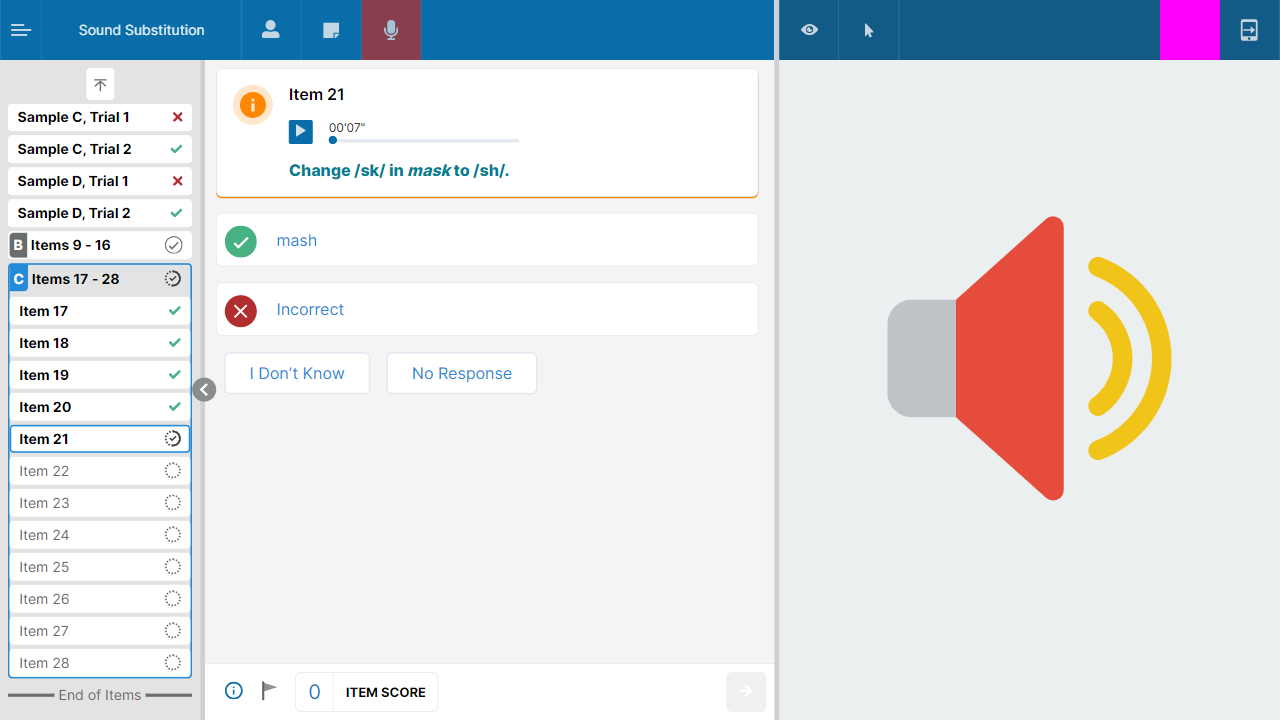 Sound Substitution
Sample C, Trial 1
Sample C, Trial 2
Sample D, Trial 1
Sample D, Trial 2
B Items 9 - 16
C Items 17 - 28
Item 17
Item 18
Item 19
Item 20
Item 21
Item 22
Item 23
Item 24
Item 25
Item 26
Item 27
Item 28
End of Items
Item 21
00'07"
Change /sk/ in mask to /sh/.
mash
Incorrect
I Don’t Know
No Response
0 ITEM SCORE